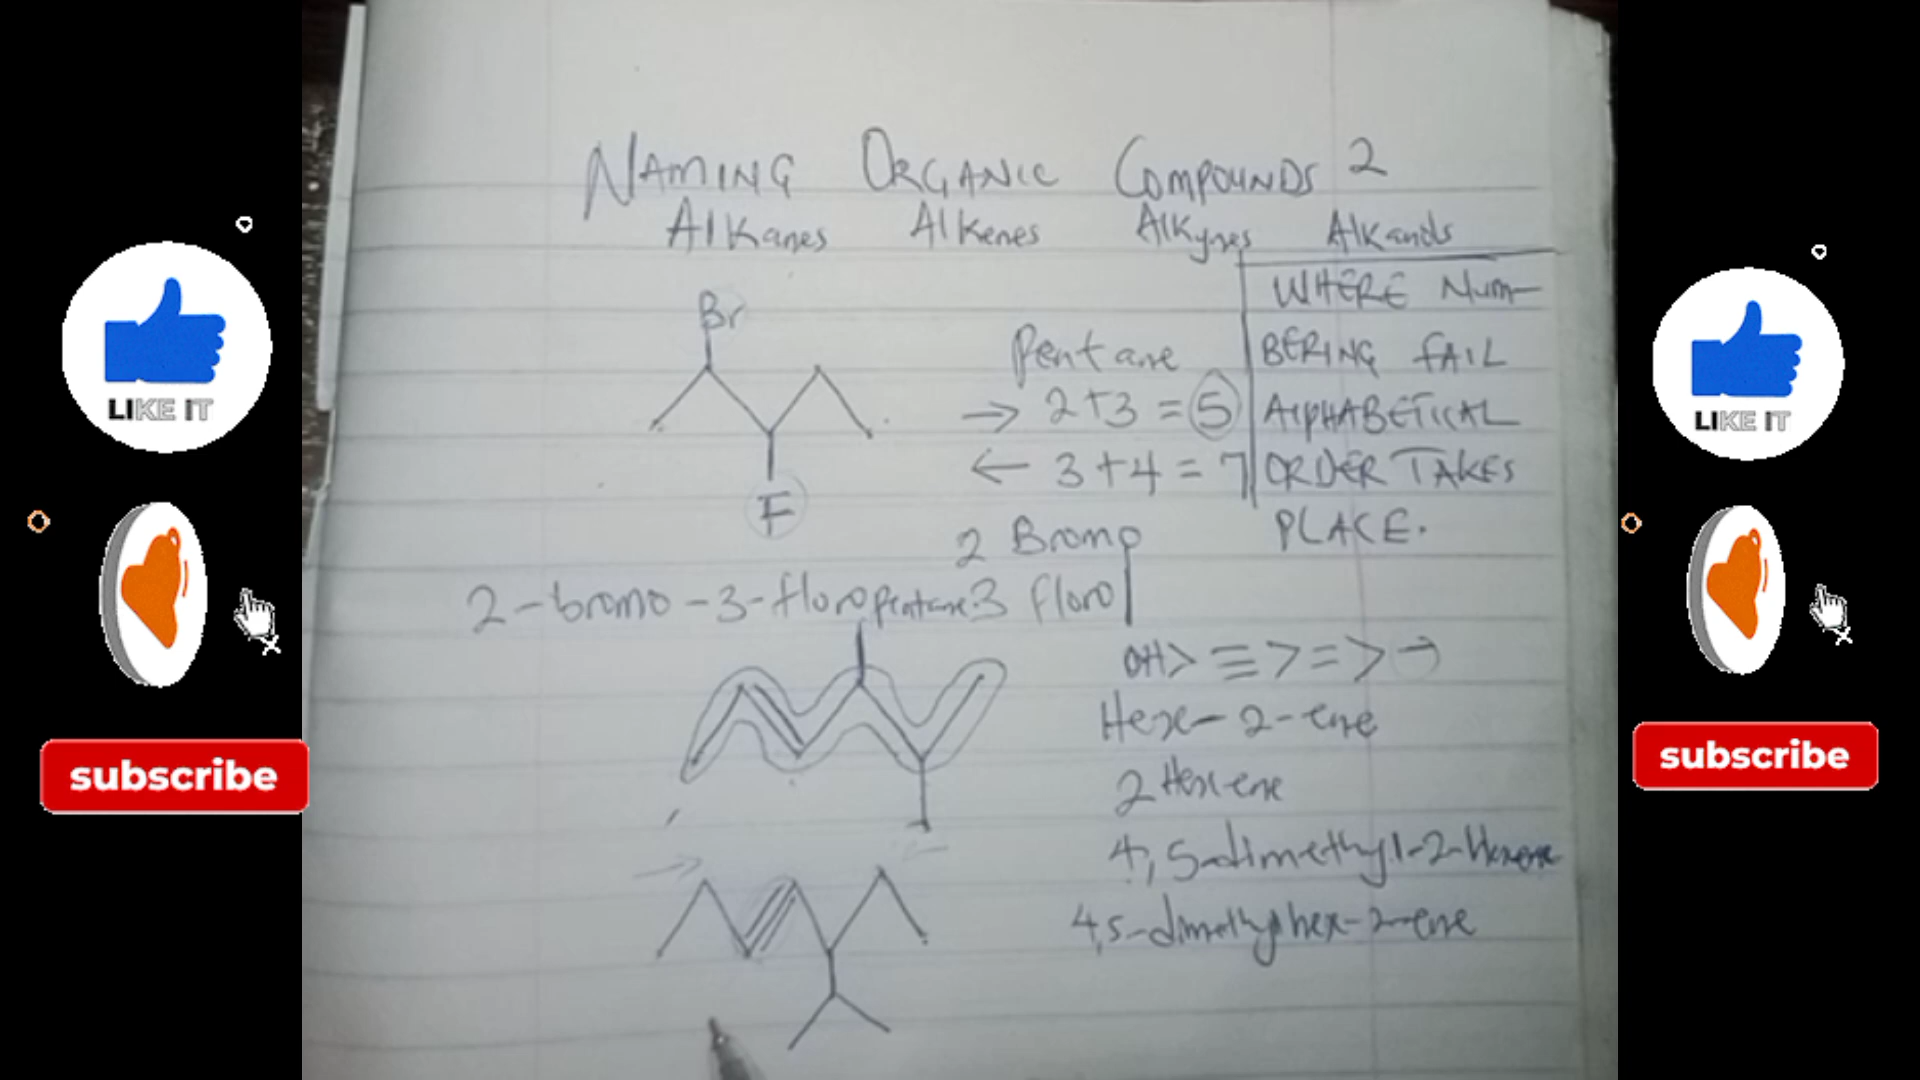 NAMING ORGANIC COMPOUNDS 2
Alkanes Alkenes Alkynes Alkanols
Br
F
Pentane
→ 2+3 = 5
← 3+4 = 7
WHERE NUM-
BERING FAIL
ALPHABETICAL
ORDER TAKES
PLACE.
2 Bromo
3 floro
2-bromo-3-floropentane
OH > ≡ > = > -
Hex-2-ene
2 Hexene
4,5-dimethyl-2-Hexene
4,5-dimethylhex-2-ene
LIKE IT
subscribe
LIKE IT
subscribe